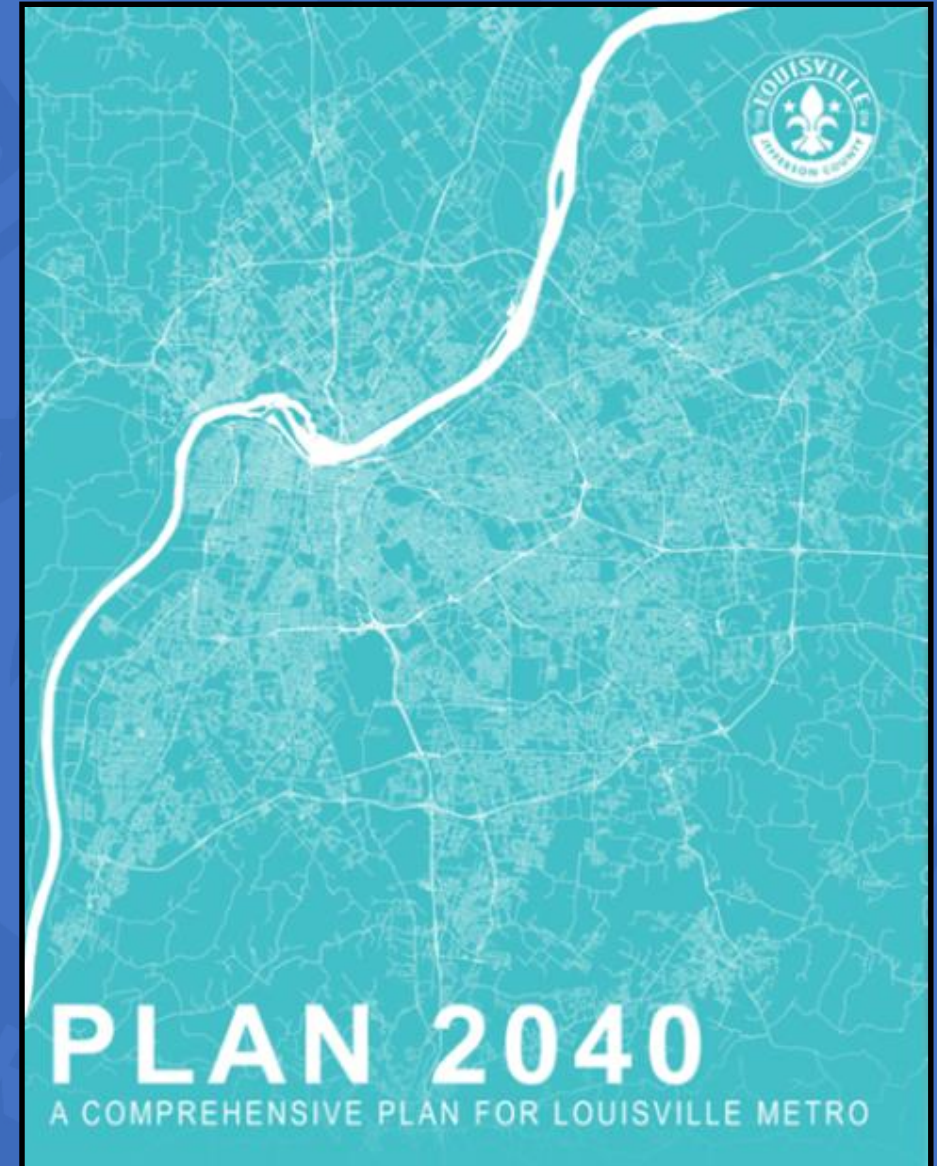 LOUISVILLE
JEFFERSON COUNTY
PLAN 2040
A COMPREHENSIVE PLAN FOR LOUISVILLE METRO